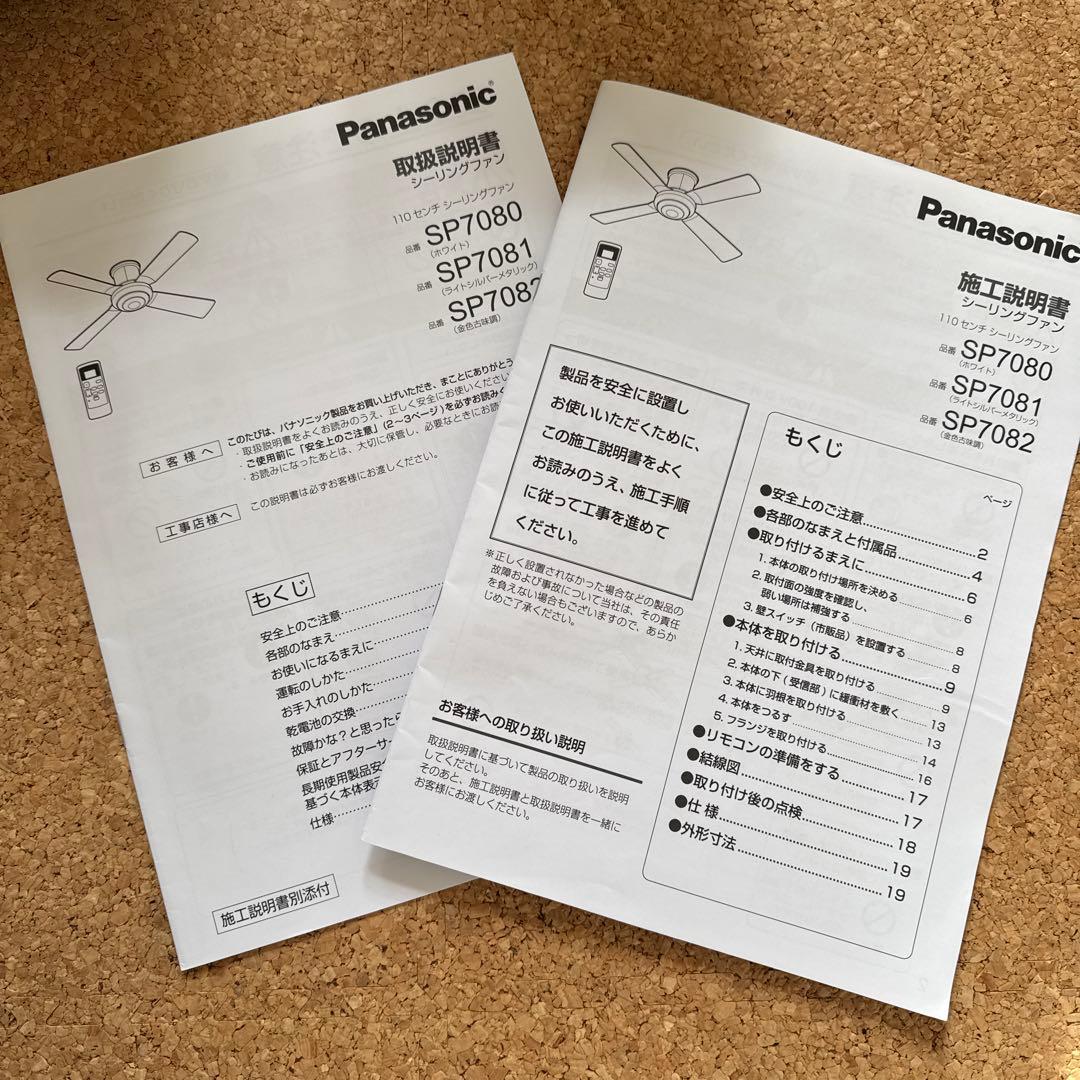 Panasonic®
取扱説明書
シーリングファン
110センチ シーリングファン
品番 SP7080
(ホワイト)
品番 SP7081
(ライトシルバーメタリック)
品番 SP708
(金色古味調)
お客様へ
このたびは、パナソニック製品をお買い上げいただき、まことにありがとう
・取扱説明書をよくお読みのうえ、正しく安全にお使いください
・ご使用前に「安全上のご注意」(2〜3ページ)を必ずお読み
・お読みになったあとは、大切に保管し、必要なときにお読
工事店様へ
この説明書は必ずお客様にお渡しください。
もくじ
安全上のご注意
各部のなまえ
お使いになるまえに
運転のしかた
お手入れのしかた
乾電池の交換
故障かな?と思ったら
保証とアフターサー
長期使用製品安
基づく本体表
仕様
施工説明書別添付
Panasonic
施工説明書
シーリングファン
110センチ シーリングファン
品番 SP7080
(ホワイト)
品番 SP7081
(ライトシルバーメタリック)
品番 SP7082
(金色古味調)
製品を安全に設置し
お使いいただくために、
この施工説明書をよく
お読みのうえ、施工手順
に従って工事を進めて
ください。
※正しく設置されなかった場合などの製品の
故障および事故について当社は、その責任
を負えない場合もございますので、あらか
じめご了承ください。
お客様への取り扱い説明
取扱説明書に基づいて製品の取り扱いを説明
してください。
そのあと、施工説明書と取扱説明書を一緒に
お客様にお渡しください。
もくじ
ページ
●安全上のご注意 2
●各部のなまえと付属品 4
●取り付けるまえに 6
1. 本体の取り付け場所を決める 6
2. 取付面の強度を確認し、
弱い場所は補強する 8
3. 壁スイッチ(市販品)を設置する 8
●本体を取り付ける 9
1. 天井に取付金具を取り付ける 9
2. 本体の下(受信部)に緩衝材を敷く 13
3. 本体に羽根を取り付ける 13
4. 本体をつるす 14
5. フランジを取り付ける 16
●リモコンの準備をする 17
●結線図 17
●取り付け後の点検 18
●仕様 19
●外形寸法 19